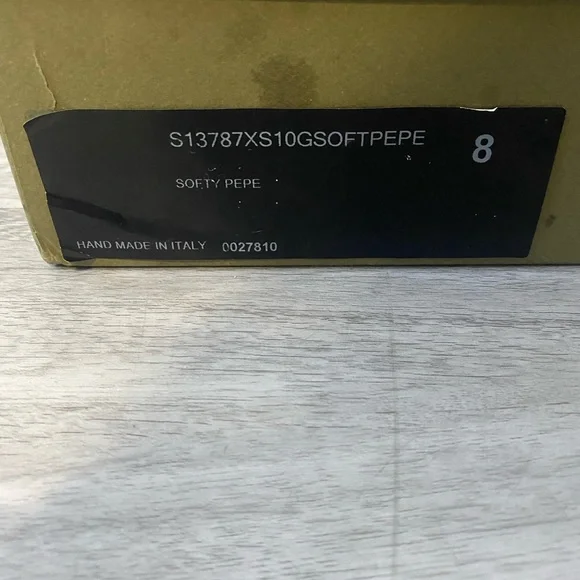 S13787XS10GSOFTPEPE 8
SOFTY PEPE
HAND MADE IN ITALY 0027810